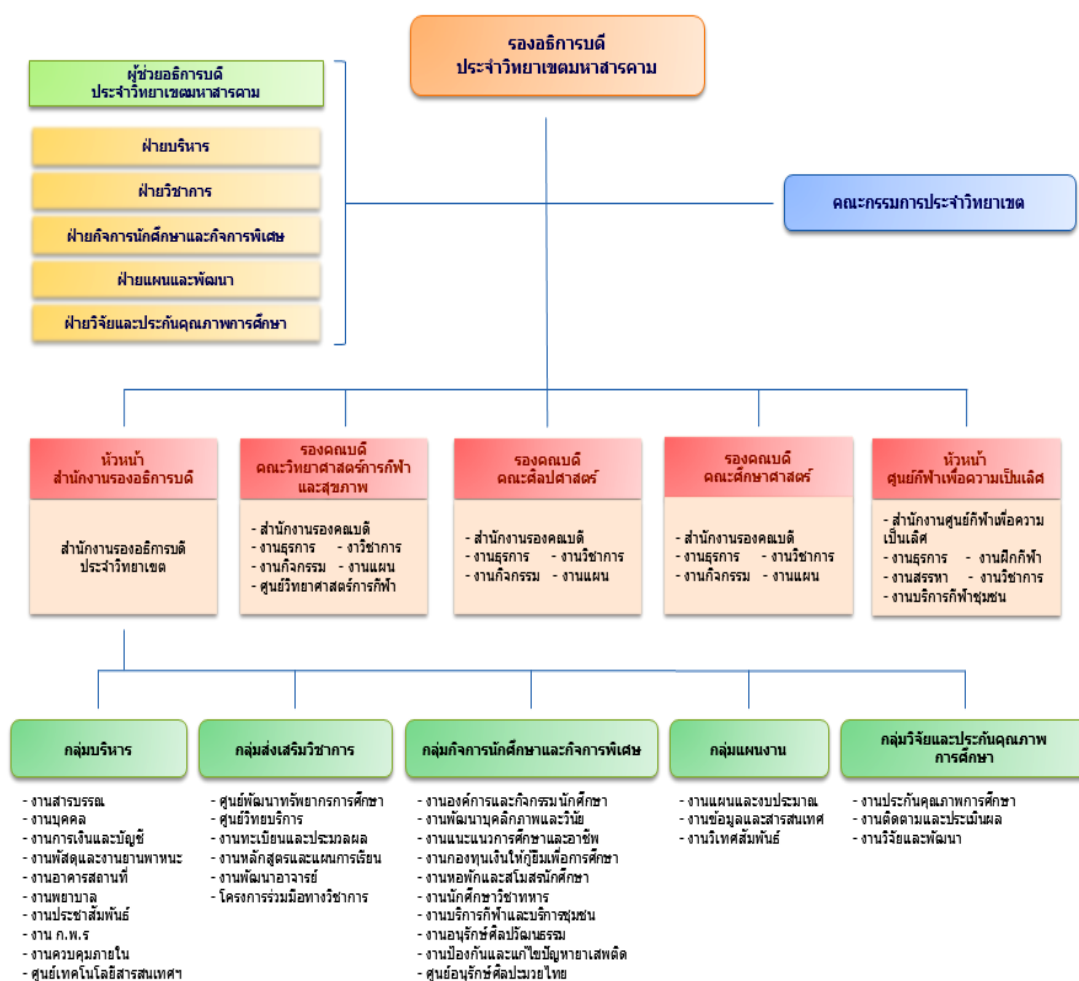 รองอธิการบดี
ประจำวิทยาเขตมหาสารคาม
ผู้ช่วยอธิการบดี
ประจำวิทยาเขตมหาสารคาม
ฝ่ายบริหาร
ฝ่ายวิชาการ
ฝ่ายกิจการนักศึกษาและกิจการพิเศษ
ฝ่ายแผนและพัฒนา
ฝ่ายวิจัยและประกันคุณภาพการศึกษา
คณะกรรมการประจำวิทยาเขต
หัวหน้า
สำนักงานรองอธิการบดี
สำนักงานรองอธิการบดี
ประจำวิทยาเขต
รองคณบดี
คณะวิทยาศาสตร์การกีฬา
และสุขภาพ
- สำนักงานรองคณบดี
- งานธุรการ - งาวิชาการ
- งานกิจกรรม - งานแผน
- ศูนย์วิทยาศาสตร์การกีฬา
รองคณบดี
คณะศิลปศาสตร์
- สำนักงานรองคณบดี
- งานธุรการ - งานวิชาการ
- งานกิจกรรม - งานแผน
รองคณบดี
คณะศึกษาศาสตร์
- สำนักงานรองคณบดี
- งานธุรการ - งานวิชาการ
- งานกิจกรรม - งานแผน
หัวหน้า
ศูนย์กีฬาเพื่อความเป็นเลิศ
- สำนักงานศูนย์กีฬาเพื่อความ
เป็นเลิศ
- งานธุรการ - งานฝึกกีฬา
- งานสรรหา - งานวิชาการ
- งานบริการกีฬาชุมชน
กลุ่มบริหาร
- งานสารบรรณ
- งานบุคคล
- งานการเงินและบัญชี
- งานพัสดุและงานยานพาหนะ
- งานอาคารสถานที่
- งานพยาบาล
- งานประชาสัมพันธ์
- งาน ก.พ.ร
- งานควบคุมภายใน
- ศูนย์เทคโนโลยีสารสนเทศฯ
กลุ่มส่งเสริมวิชาการ
- ศูนย์พัฒนาทรัพยากรการศึกษา
- ศูนย์วิทยบริการ
- งานทะเบียนและประมวลผล
- งานหลักสูตรและแผนการเรียน
- งานพัฒนาอาจารย์
- โครงการร่วมมือทางวิชาการ
กลุ่มกิจการนักศึกษาและกิจการพิเศษ
- งานองค์การและกิจกรรมนักศึกษา
- งานพัฒนาบุคลิกภาพและวินัย
- งานแนะแนวการศึกษาและอาชีพ
- งานกองทุนเงินให้กู้ยืมเพื่อการศึกษา
- งานหอพักและสโมสรนักศึกษา
- งานนักศึกษาวิชาทหาร
- งานบริการกีฬาและบริการชุมชน
- งานอนุรักษ์ศิลปวัฒนธรรม
- งานป้องกันและแก้ไขปัญหายาเสพติด
- ศูนย์อนุรักษ์ศิลปะมวยไทย
กลุ่มแผนงาน
- งานแผนและงบประมาณ
- งานข้อมูลและสารสนเทศ
- งานวิเทศสัมพันธ์
กลุ่มวิจัยและประกันคุณภาพ
การศึกษา
- งานประกันคุณภาพการศึกษา
- งานติดตามและประเมินผล
- งานวิจัยและพัฒนา